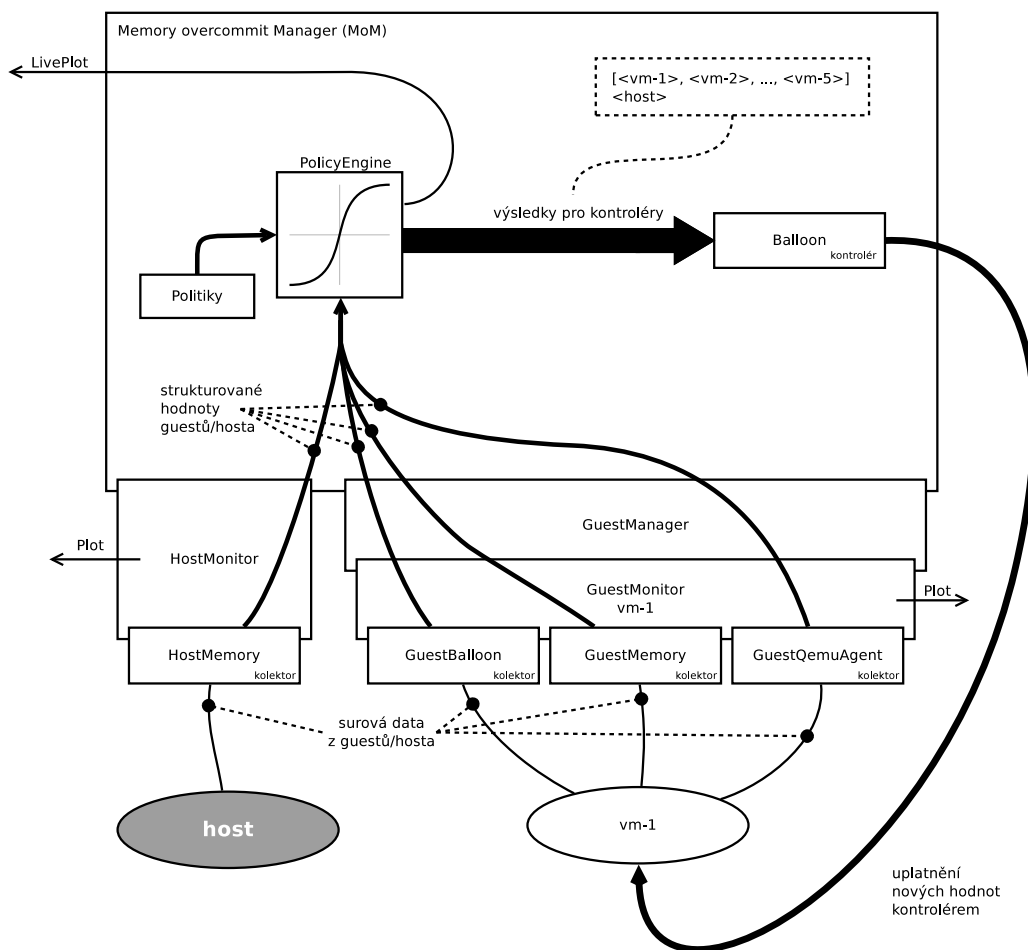 Memory overcommit Manager (MoM)
LivePlot
[<vm-1>, <vm-2>, ..., <vm-5>]
<host>
PolicyEngine
výsledky pro kontroléry
Balloon
kontrolér
Politiky
strukturované
hodnoty
guestů/hosta
GuestManager
Plot
HostMonitor
GuestMonitor
vm-1
Plot
HostMemory
kolektor
GuestBalloon
kolektor
GuestMemory
kolektor
GuestQemuAgent
kolektor
surová data
z guestů/hosta
host
vm-1
uplatnění
nových hodnot
kontrolérem